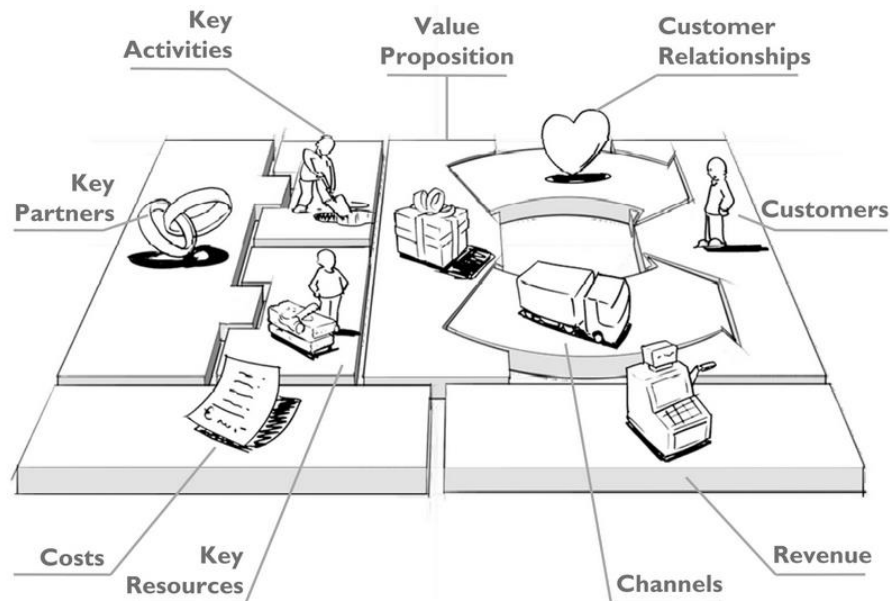 Key
Activities
Value
Proposition
Customer
Relationships
Key
Partners
Customers
Costs
Key
Resources
Channels
Revenue